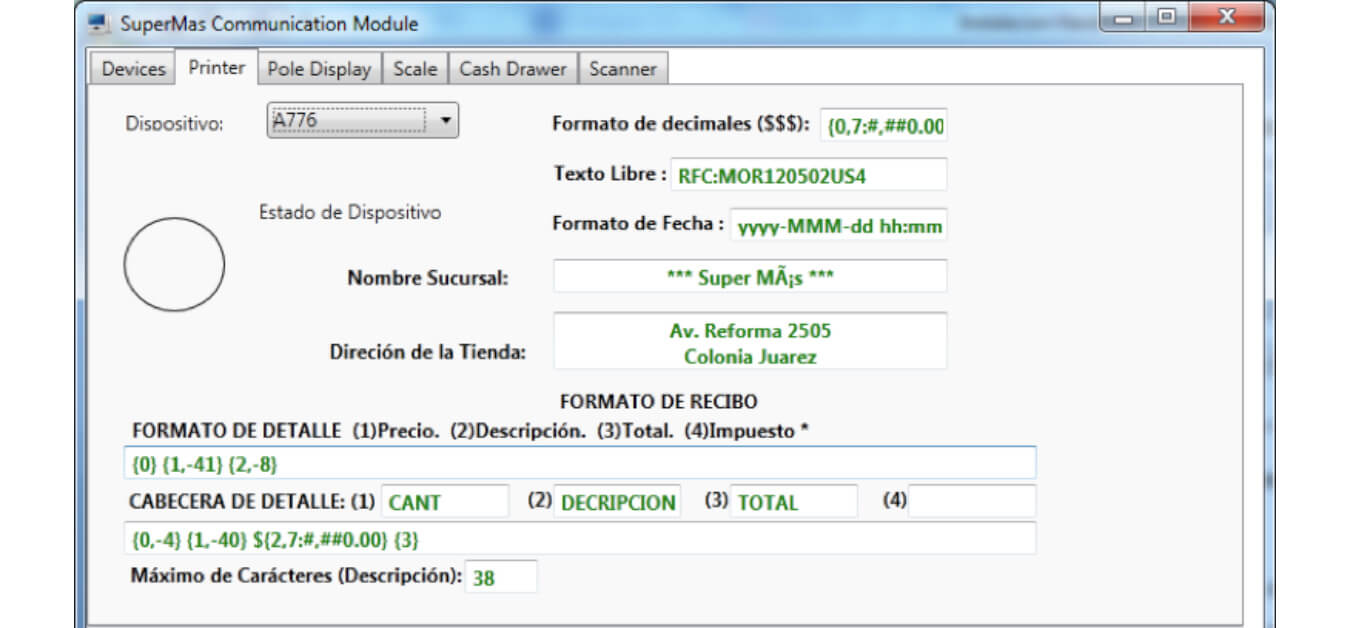 SuperMas Communication Module
Devices Printer Pole Display Scale Cash Drawer Scanner
Dispositivo: A776
Formato de decimales ($$$): {0,7:#,##0.00
Texto Libre : RFC:MOR120502US4
Estado de Dispositivo
Formato de Fecha : yyyy-MMM-dd hh:mm
Nombre Sucursal: *** Super MÃ¡s ***
Direción de la Tienda: Av. Reforma 2505
Colonia Juarez
FORMATO DE RECIBO
FORMATO DE DETALLE (1)Precio. (2)Descripción. (3)Total. (4)Impuesto *
{0} {1,-41} {2,-8}
CABECERA DE DETALLE: (1) CANT (2) DECRIPCION (3) TOTAL (4)
{0,-4} {1,-40} ${2,7:#,##0.00} {3}
Máximo de Carácteres (Descripción): 38